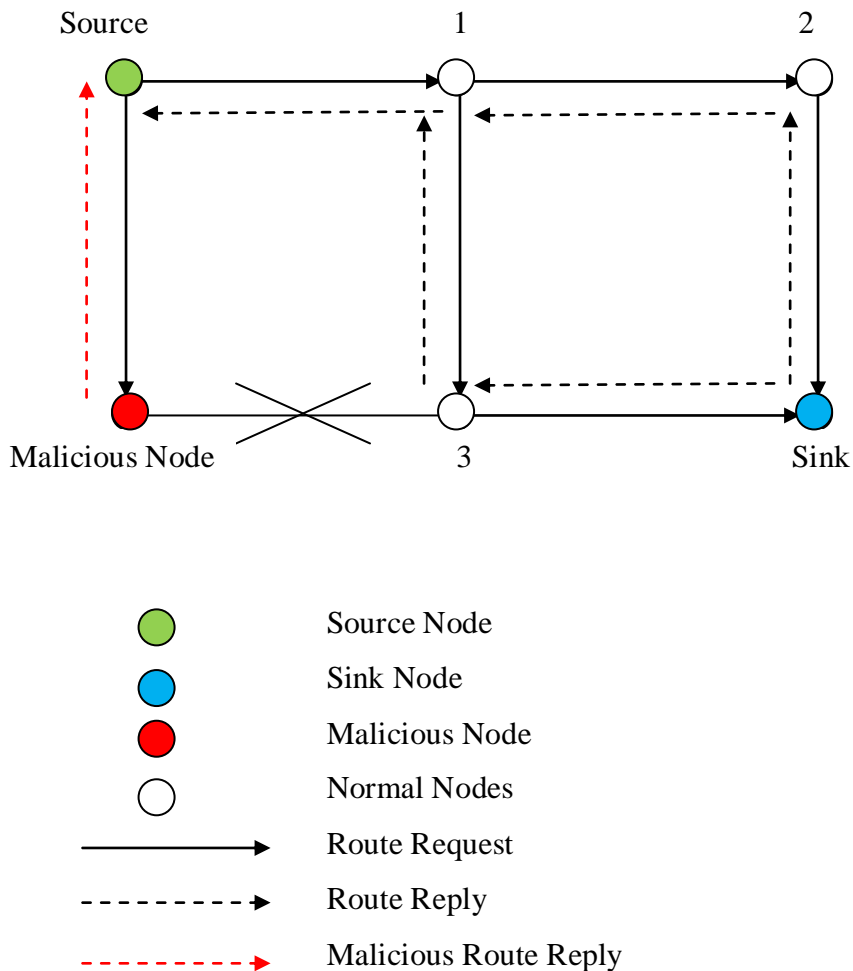 Source 1 2
Malicious Node 3 Sink
Source Node
Sink Node
Malicious Node
Normal Nodes
Route Request
Route Reply
Malicious Route Reply